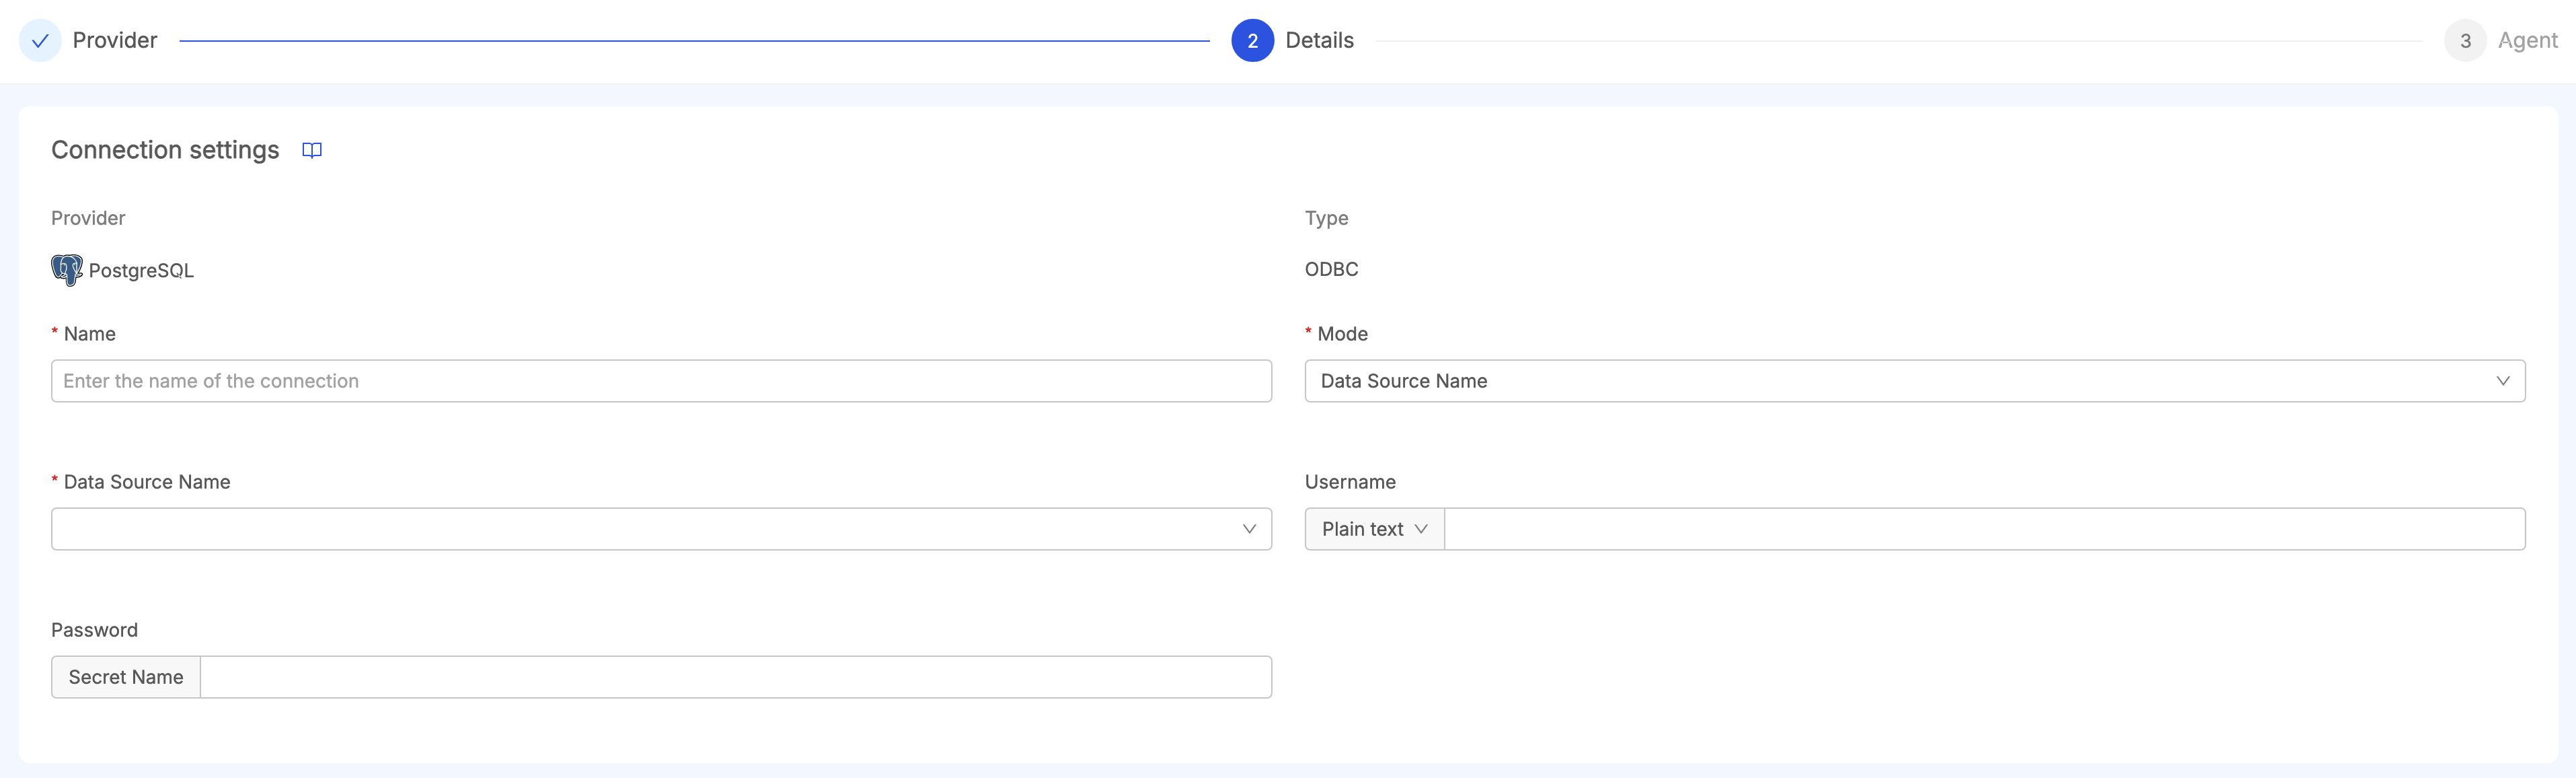 Provider
2 Details
3 Agent
Connection settings
Provider
Type
PostgreSQL
ODBC
* Name
* Mode
Enter the name of the connection
Data Source Name
* Data Source Name
Username
Plain text
Password
Secret Name